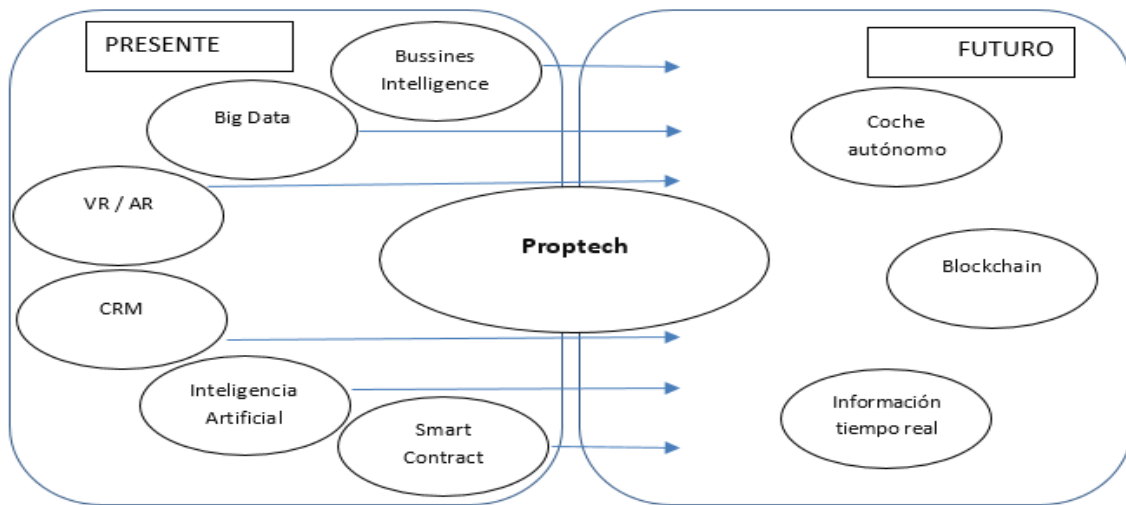 PRESENTE
Bussines
Intelligence
Big Data
VR / AR
CRM
Inteligencia
Artificial
Smart
Contract
Proptech
FUTURO
Coche
autónomo
Blockchain
Información
tiempo real